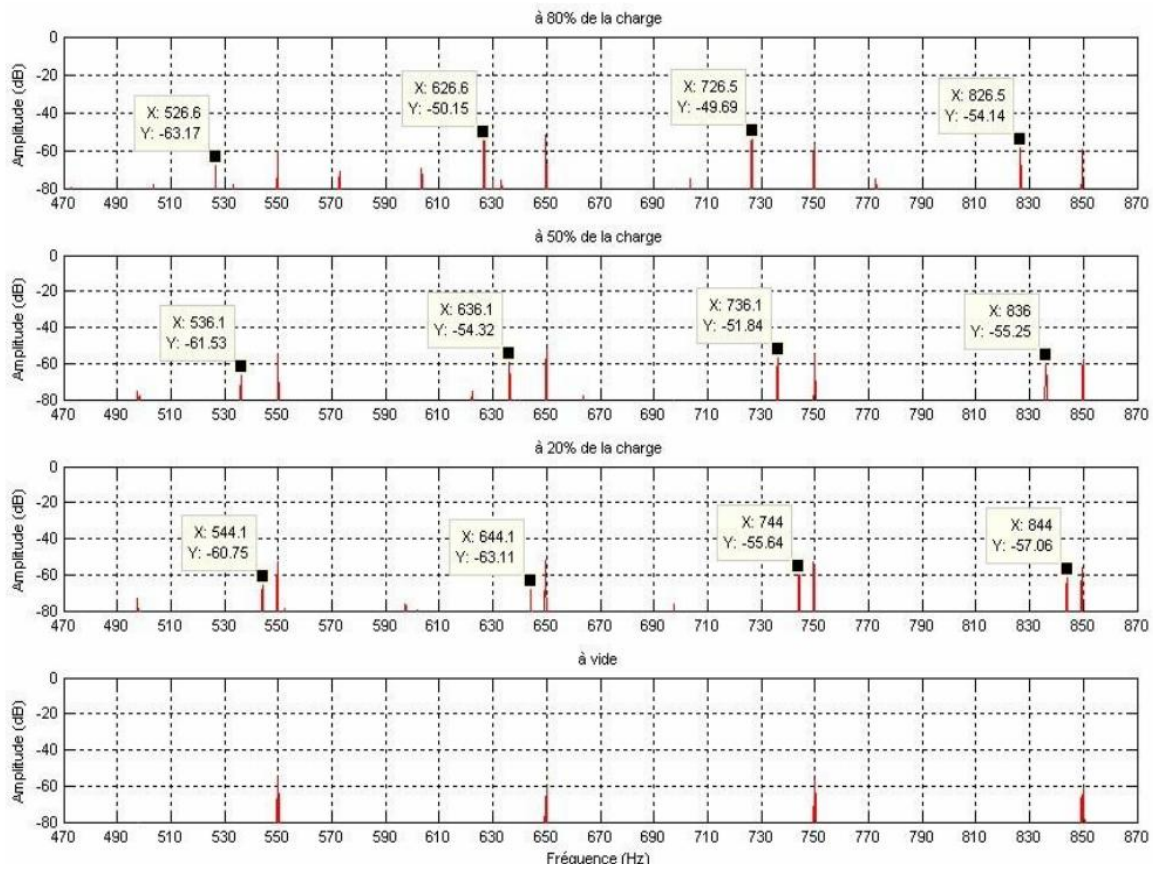 à 80% de la charge
Amplitude (dB)
0
-20
-40
-60
-80
X: 526.6
Y: -63.17
X: 626.6
Y: -50.15
X: 726.5
Y: -49.69
X: 826.5
Y: -54.14
470 490 510 530 550 570 590 610 630 650 670 690 710 730 750 770 790 810 830 850 870
à 50% de la charge
Amplitude (dB)
0
-20
-40
-60
-80
X: 536.1
Y: -61.53
X: 636.1
Y: -54.32
X: 736.1
Y: -51.84
X: 836
Y: -55.25
470 490 510 530 550 570 590 610 630 650 670 690 710 730 750 770 790 810 830 850 870
à 20% de la charge
Amplitude (dB)
0
-20
-40
-60
-80
X: 544.1
Y: -60.75
X: 644.1
Y: -63.11
X: 744
Y: -55.64
X: 844
Y: -57.06
470 490 510 530 550 570 590 610 630 650 670 690 710 730 750 770 790 810 830 850 870
à vide
Amplitude (dB)
0
-20
-40
-60
-80
470 490 510 530 550 570 590 610 630 650 670 690 710 730 750 770 790 810 830 850 870
Fréquence (Hz)